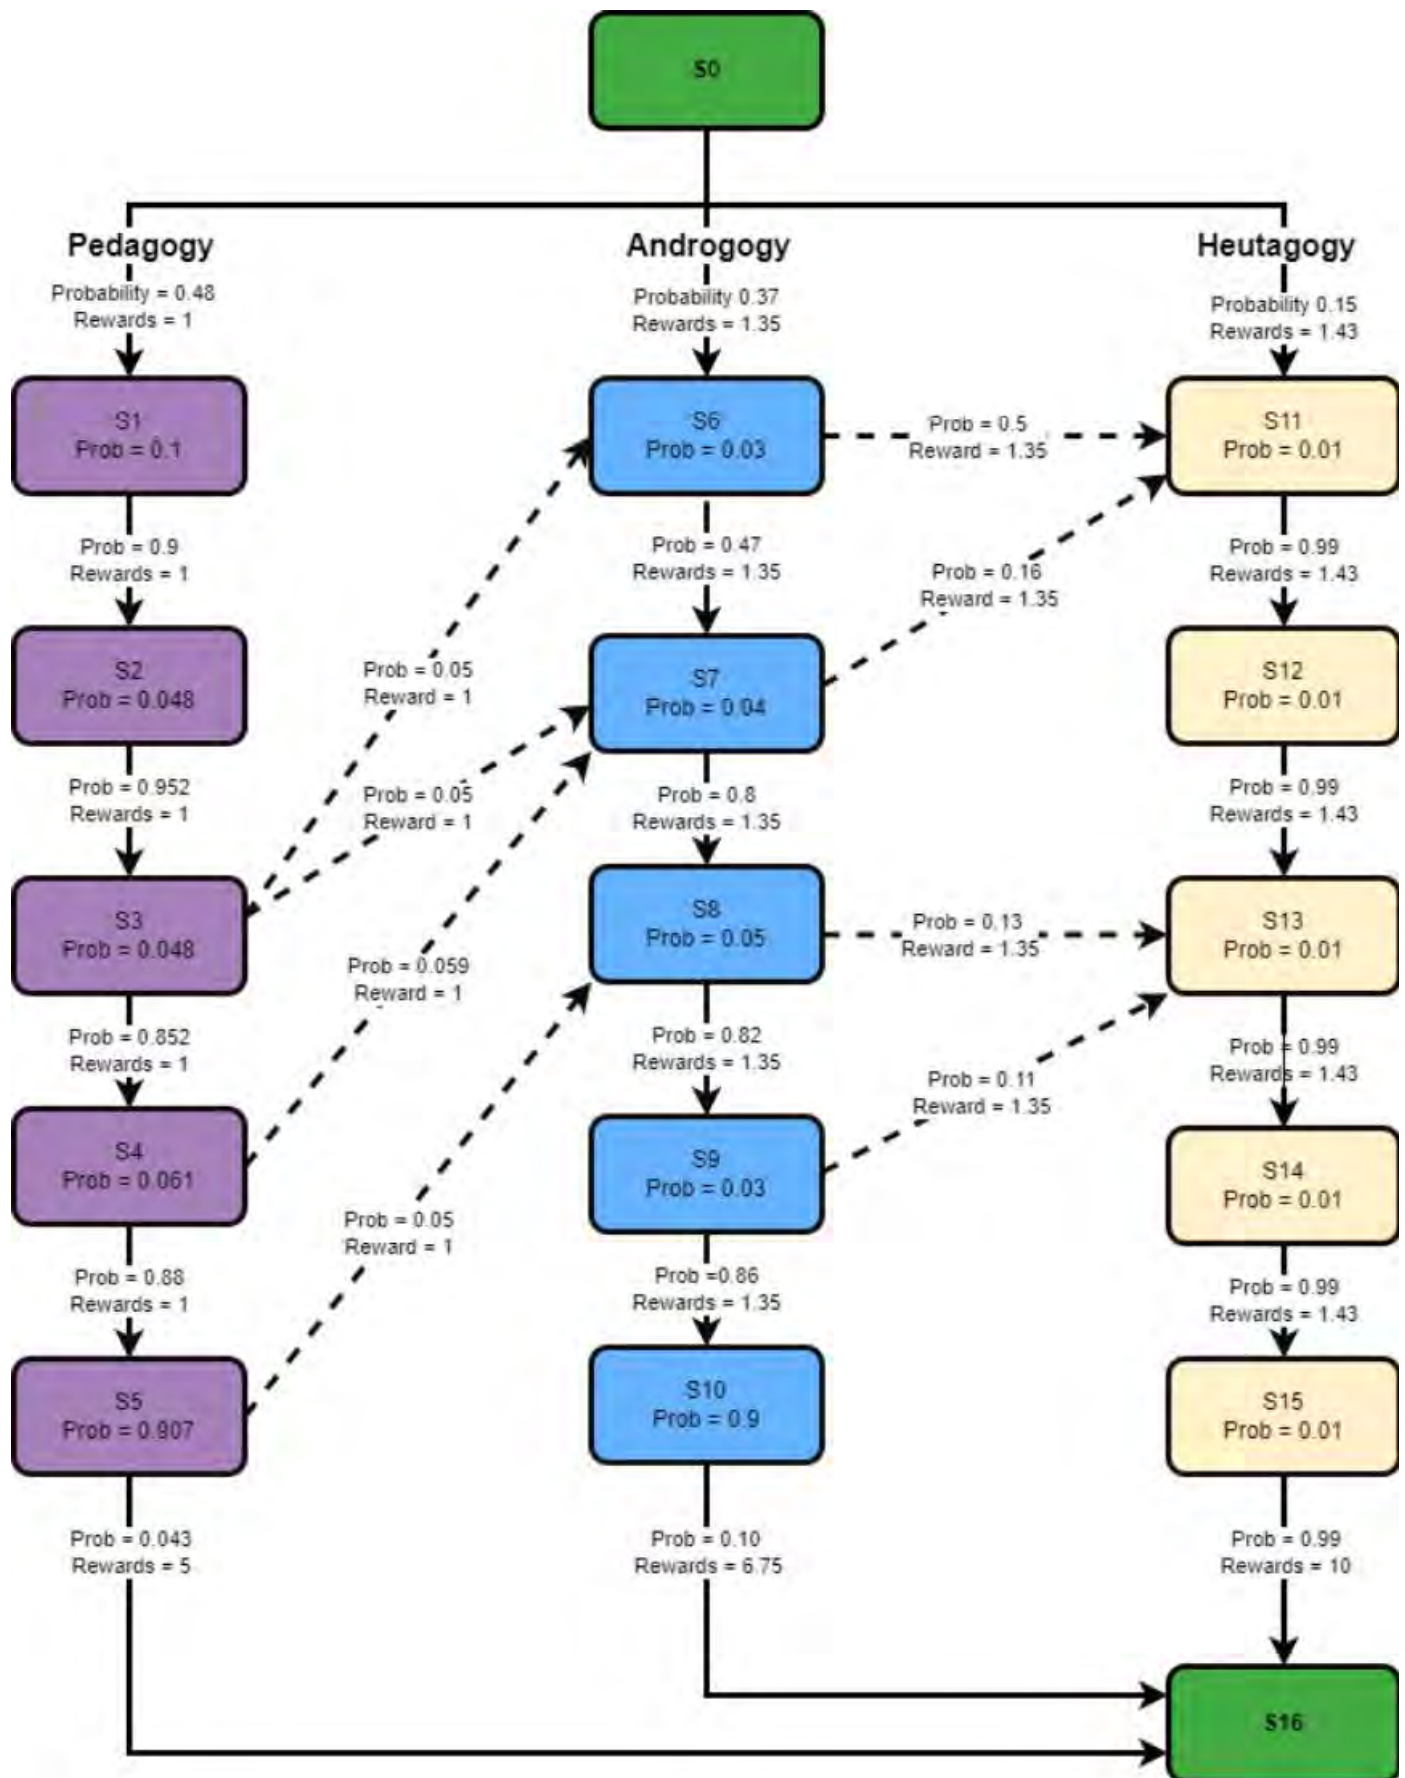 S0
Pedagogy
Androgogy
Heutagogy
Probability = 0.48
Rewards = 1
Probability 0.37
Rewards = 1.35
Probability 0.15
Rewards = 1.43
S1
Prob = 0.1
S6
Prob = 0.03
Prob = 0.5
Reward = 1.35
S11
Prob = 0.01
Prob = 0.9
Rewards = 1
Prob = 0.47
Rewards = 1.35
Prob = 0.16
Reward = 1.35
Prob = 0.99
Rewards = 1.43
S2
Prob = 0.048
Prob = 0.05
Reward = 1
S7
Prob = 0.04
S12
Prob = 0.01
Prob = 0.952
Rewards = 1
Prob = 0.05
Reward = 1
Prob = 0.8
Rewards = 1.35
Prob = 0.99
Rewards = 1.43
S3
Prob = 0.048
Prob = 0.059
Reward = 1
S8
Prob = 0.05
Prob = 0.13
Reward = 1.35
S13
Prob = 0.01
Prob = 0.852
Rewards = 1
Prob = 0.82
Rewards = 1.35
Prob = 0.11
Reward = 1.35
Prob = 0.99
Rewards = 1.43
S4
Prob = 0.061
Prob = 0.05
Reward = 1
S9
Prob = 0.03
S14
Prob = 0.01
Prob = 0.88
Rewards = 1
Prob =0.86
Rewards = 1.35
Prob = 0.99
Rewards = 1.43
S5
Prob = 0.907
S10
Prob = 0.9
S15
Prob = 0.01
Prob = 0.043
Rewards = 5
Prob = 0.10
Rewards = 6.75
Prob = 0.99
Rewards = 10
S16